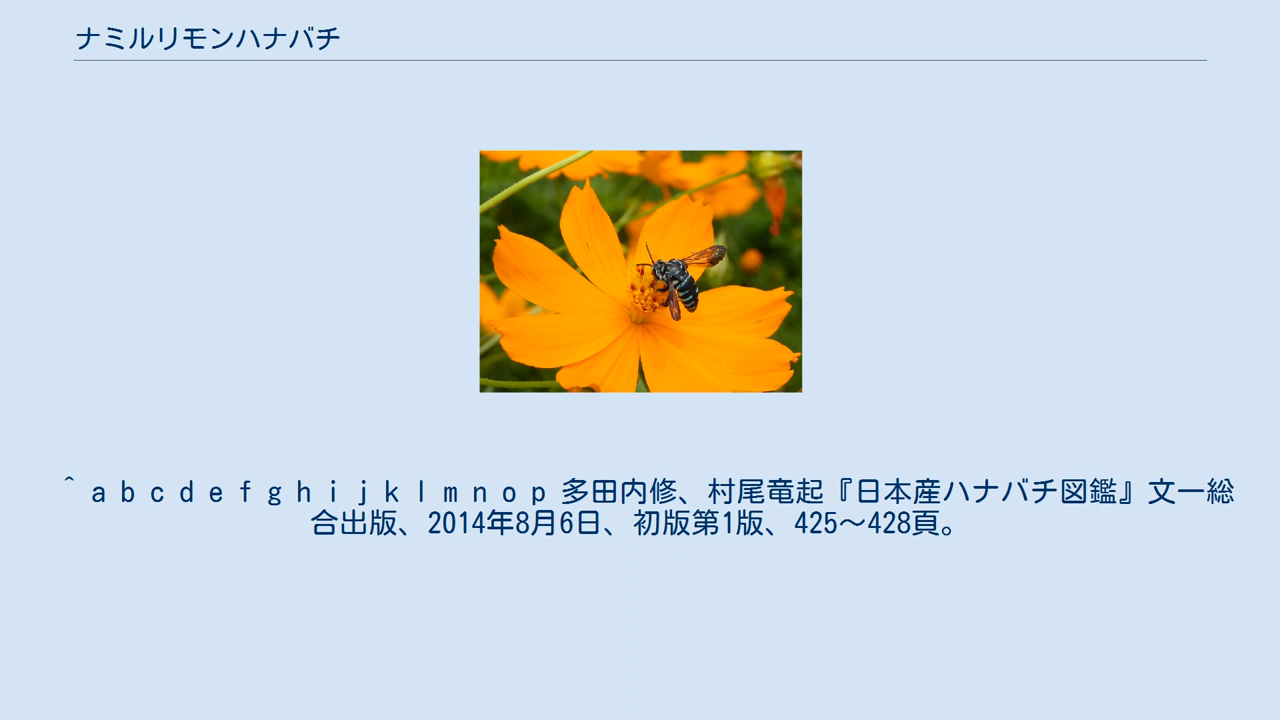 ナミルリモンハナバチ
^ a b c d e f g h i j k l m n o p 多田内修、村尾竜起『日本産ハナバチ図鑑』文一総
合出版、2014年8月6日、初版第1版、425〜428頁。